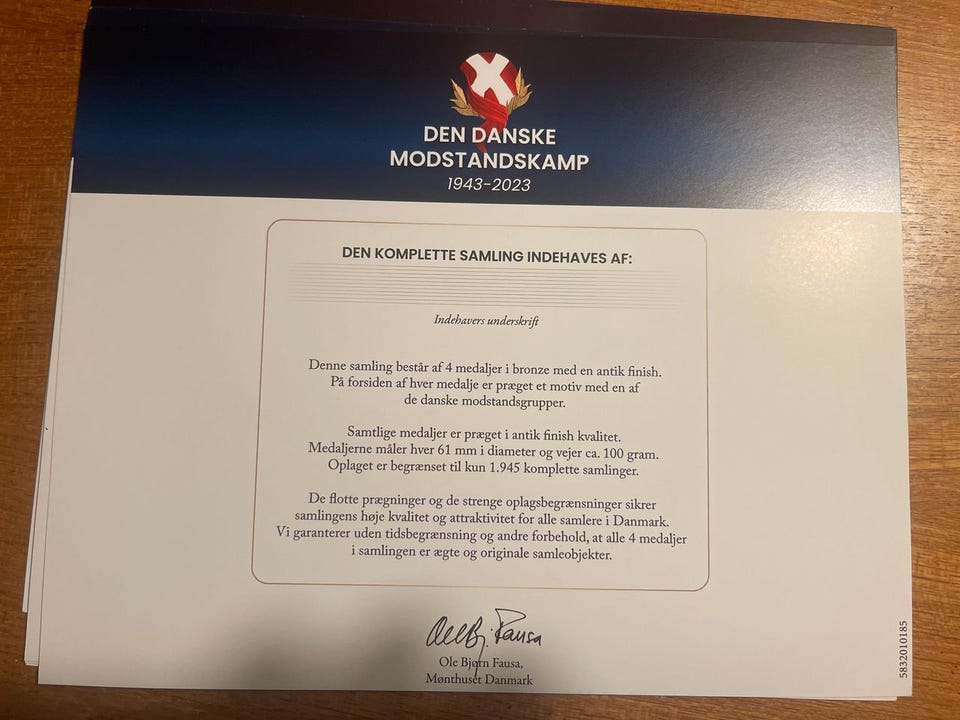 DEN DANSKE
MODSTANDSKAMP
1943-2023
DEN KOMPLETTE SAMLING INDEHAVES AF:
Indehavers underskrift
Denne samling består af 4 medaljer i bronze med en antik finish.
På forsiden af hver medalje er præget et motiv med en af
de danske modstandsgrupper.
Samtlige medaljer er præget i antik finish kvalitet.
Medaljerne måler hver 61 mm i diameter og vejer ca. 100 gram.
Oplaget er begrænset til kun 1.945 komplette samlinger.
De flotte prægninger og de strenge oplagsbegrænsninger sikrer
samlingens høje kvalitet og attraktivitet for alle samlere i Danmark.
Vi garanterer uden tidsbegrænsning og andre forbehold, at alle 4 medaljer
i samlingen er ægte og originale samleobjekter.
Ole Bj. Fausa
Ole Bjørn Fausa,
Mønthuset Danmark
5832010185